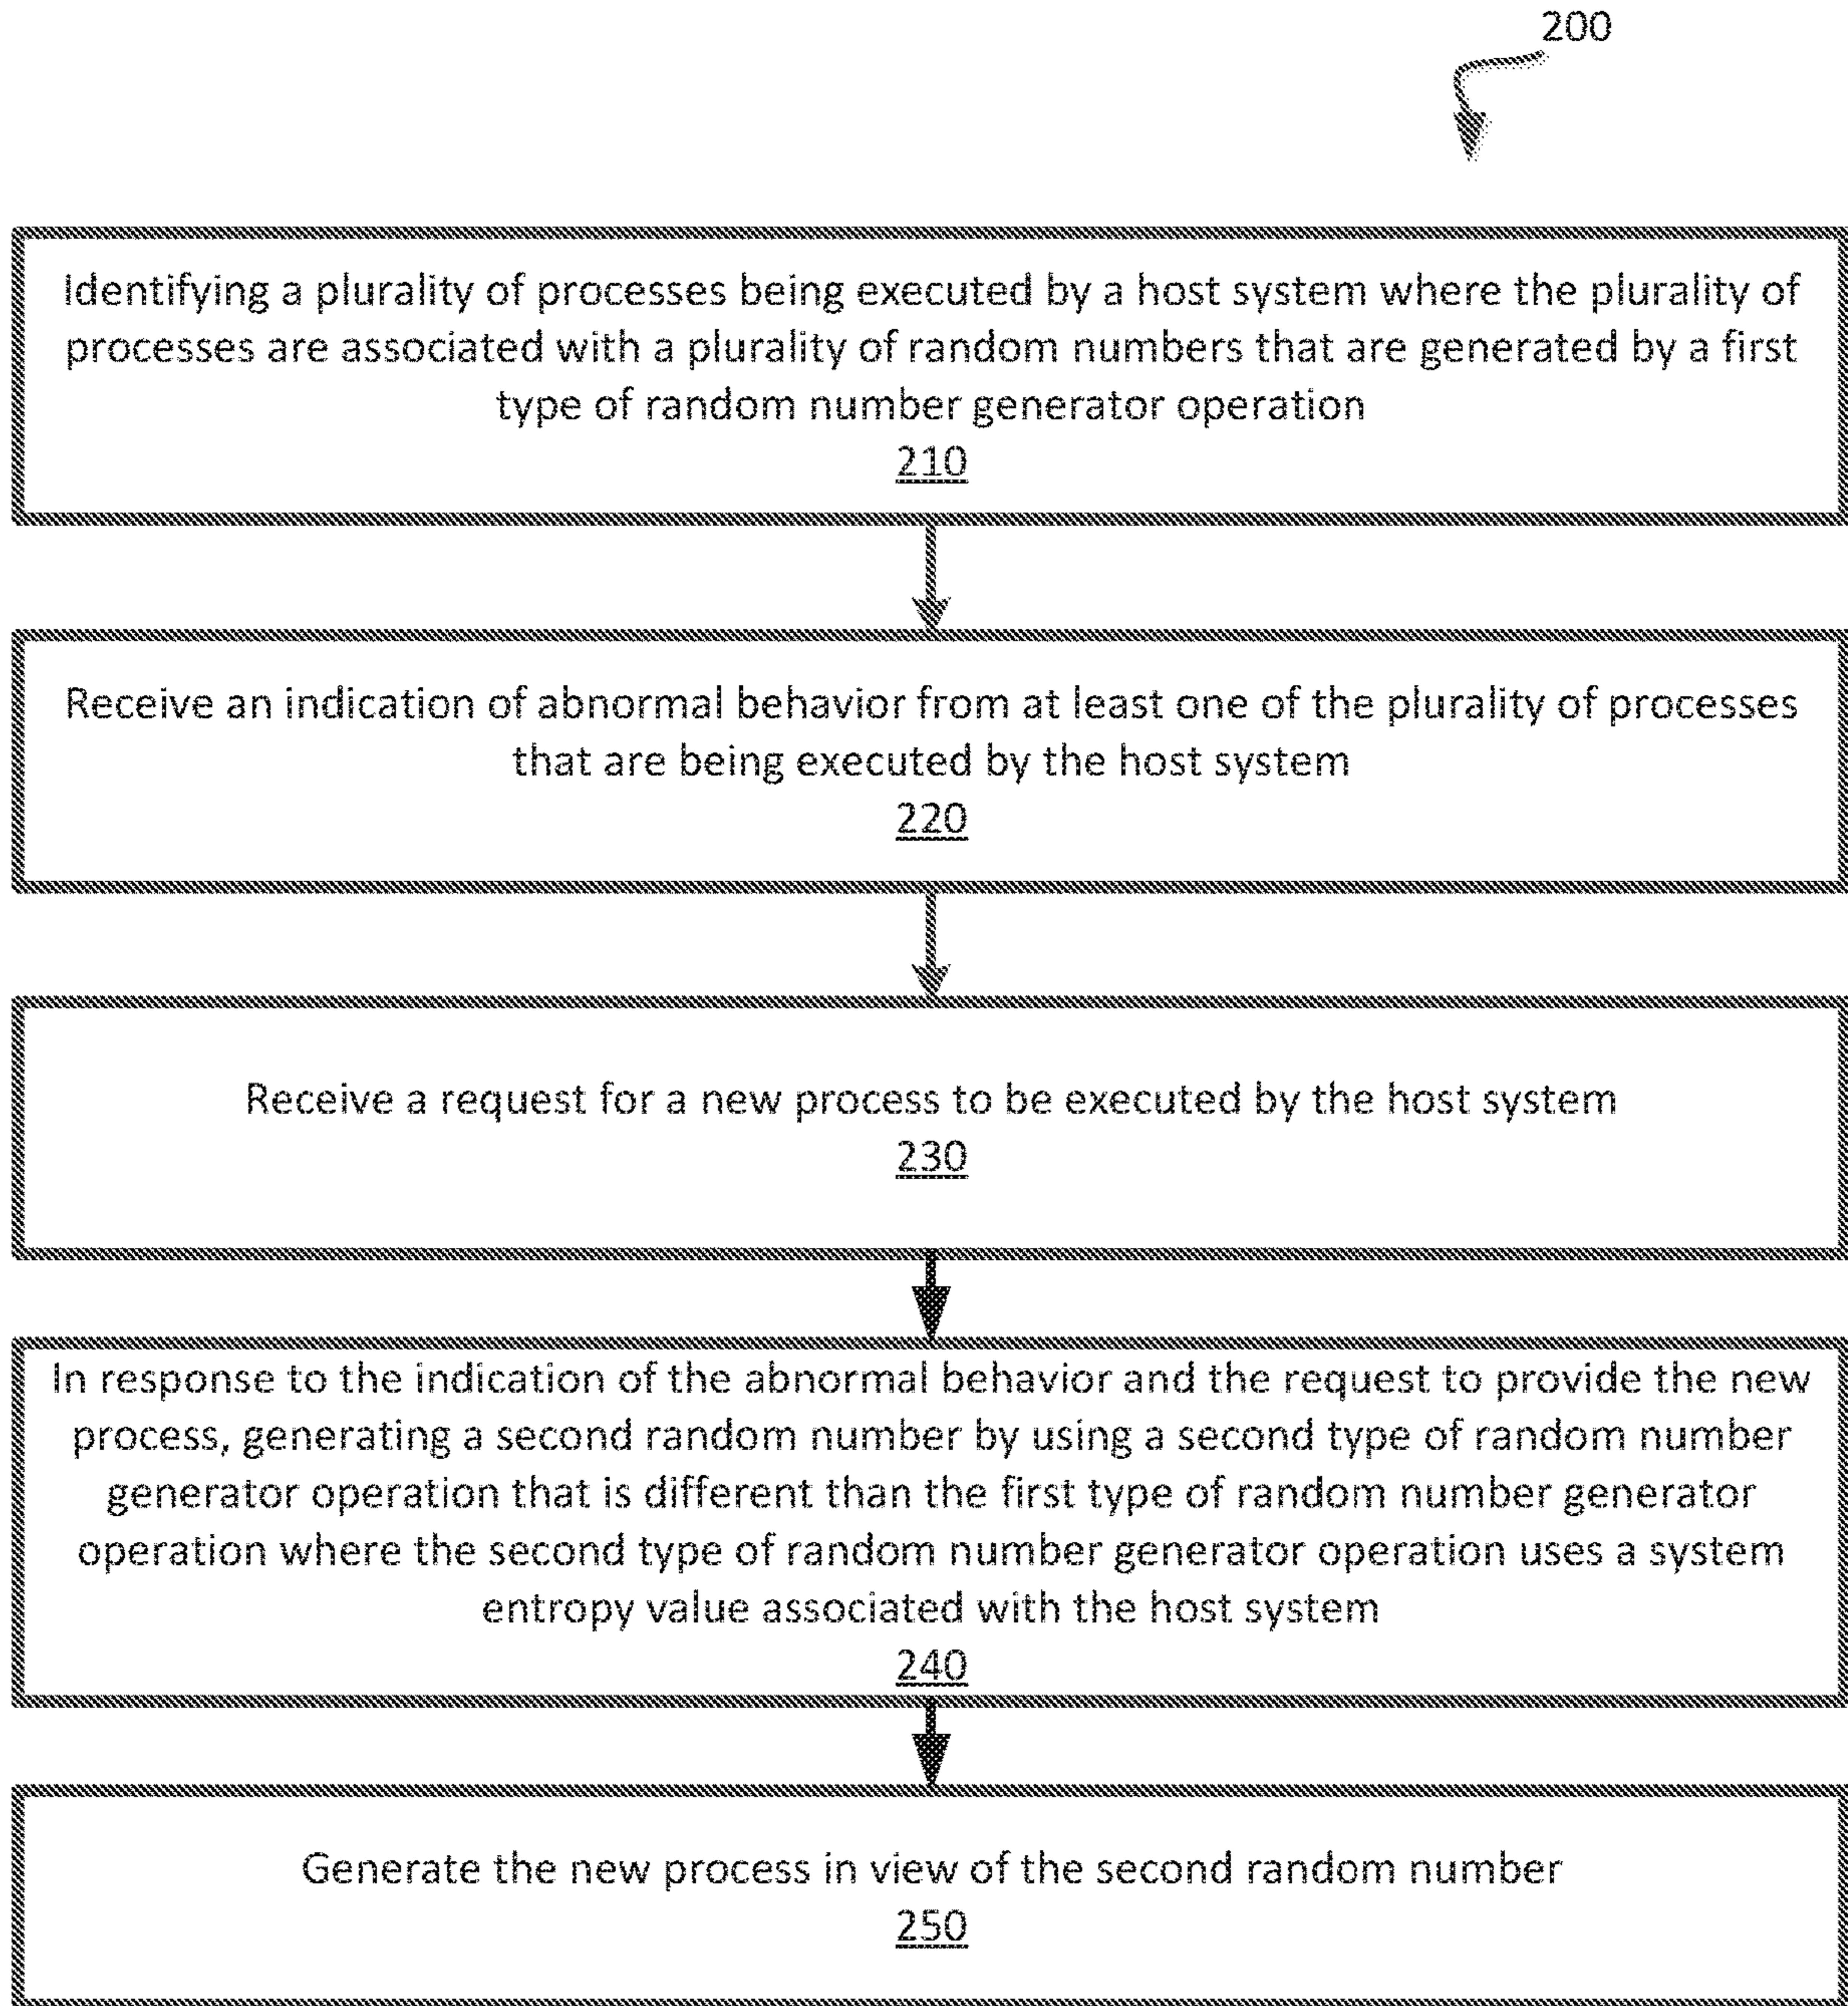 200
Identifying a plurality of processes being executed by a host system where the plurality of
processes are associated with a plurality of random numbers that are generated by a first
type of random number generator operation
210
Receive an indication of abnormal behavior from at least one of the plurality of processes
that are being executed by the host system
220
Receive a request for a new process to be executed by the host system
230
In response to the indication of the abnormal behavior and the request to provide the new
process, generating a second random number by using a second type of random number
generator operation that is different than the first type of random number generator
operation where the second type of random number generator operation uses a system
entropy value associated with the host system
240
Generate the new process in view of the second random number
250